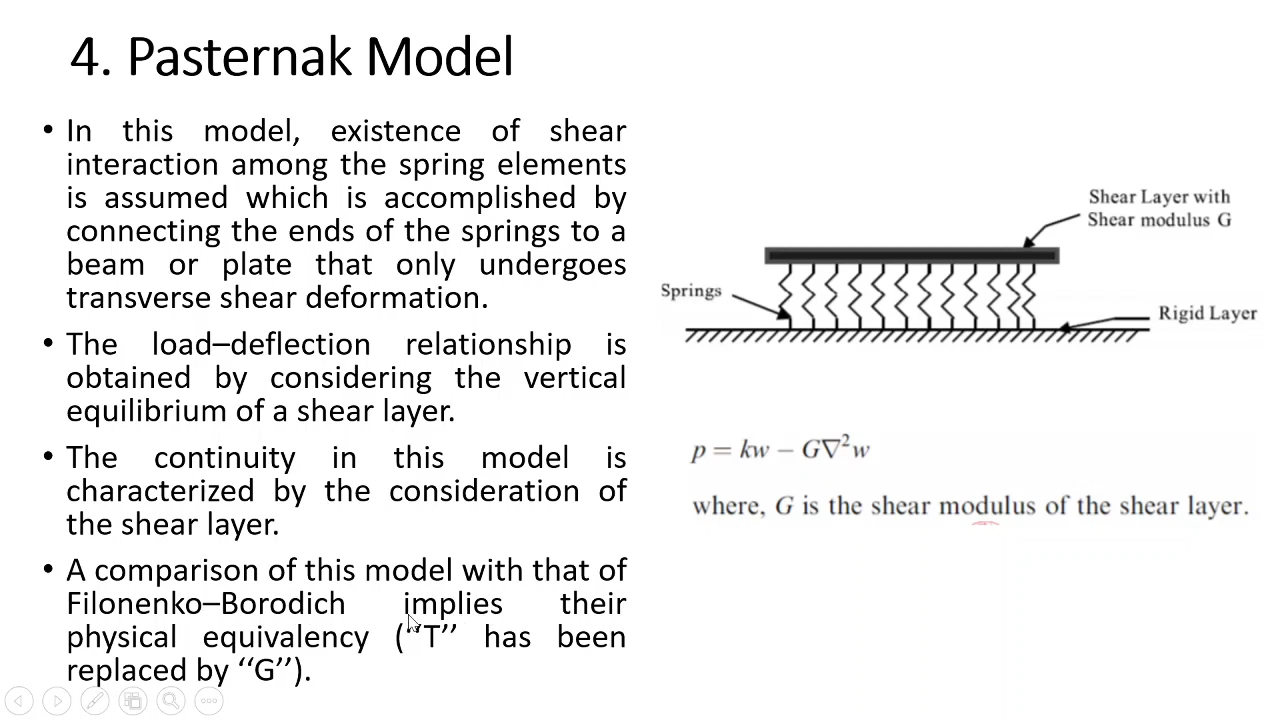 4. Pasternak Model
• In this model, existence of shear
interaction among the spring elements
is assumed which is accomplished by
connecting the ends of the springs to a
beam or plate that only undergoes
transverse shear deformation.
• The load–deflection relationship is
obtained by considering the vertical
equilibrium of a shear layer.
• The continuity in this model is
characterized by the consideration of
the shear layer.
• A comparison of this model with that of
Filonenko–Borodich implies their
physical equivalency (‘‘T’’ has been
replaced by ‘‘G’’).
Shear Layer with
Shear modulus G
Springs
Rigid Layer
p = kw − G∇²w
where, G is the shear modulus of the shear layer.